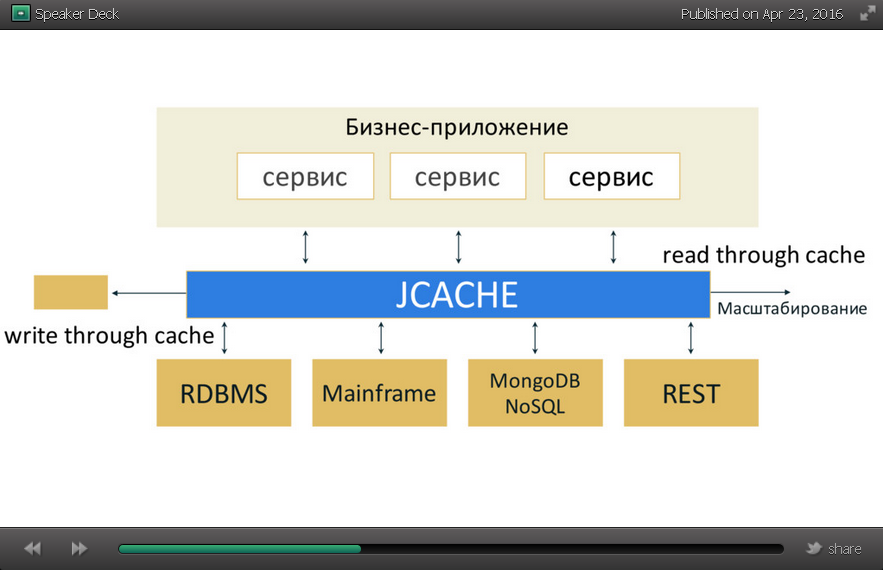 Speaker Deck
Published on Apr 23, 2016
Бизнес-приложение
сервис
сервис
сервис
read through cache
JCACHE
Масштабирование
write through cache
RDBMS
Mainframe
MongoDB
NoSQL
REST
share